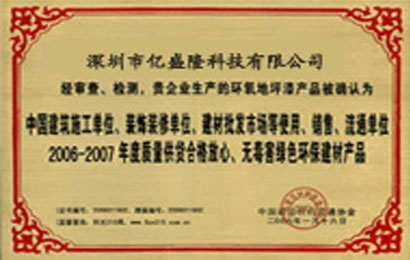 深圳市亿盛隆科技有限公司
经审查、检测，贵企业生产的环氧地坪漆产品被确认为
中国建筑施工单位、装饰装修单位、建材批发市场等使用、销售、流通单位
2006-2007年度质量供货合格放心、无毒害绿色环保建材产品